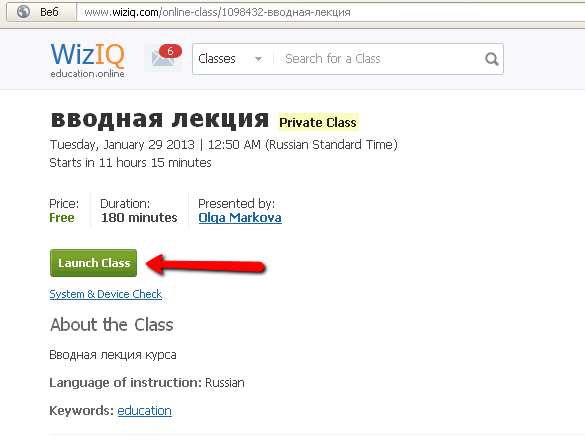 Веб
www.wiziq.com/online-class/1098432-вводная-лекция
WizIQ
education.online
6
Classes
Search for a Class
вводная лекция Private Class
Tuesday, January 29 2013 | 12:50 AM (Russian Standard Time)
Starts in 11 hours 15 minutes
Price: Duration: Presented by:
Free 180 minutes Olga Markova
Launch Class
System & Device Check
About the Class
Вводная лекция курса
Language of instruction: Russian
Keywords: education